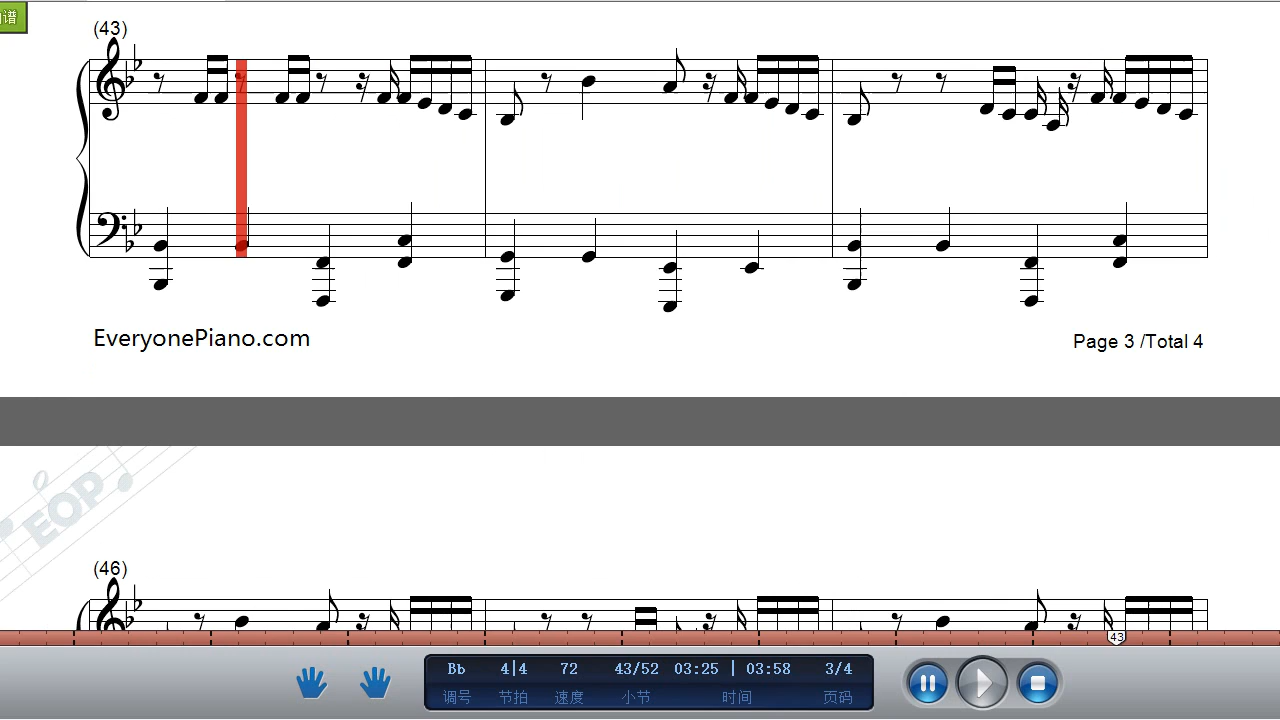 谱
(43)
EveryonePiano.com
Page 3 /Total 4
EOP
(46)
43
Bb 4|4 72 43/52 03:25 | 03:58 3/4
调号 节拍 速度 小节 时间 页码